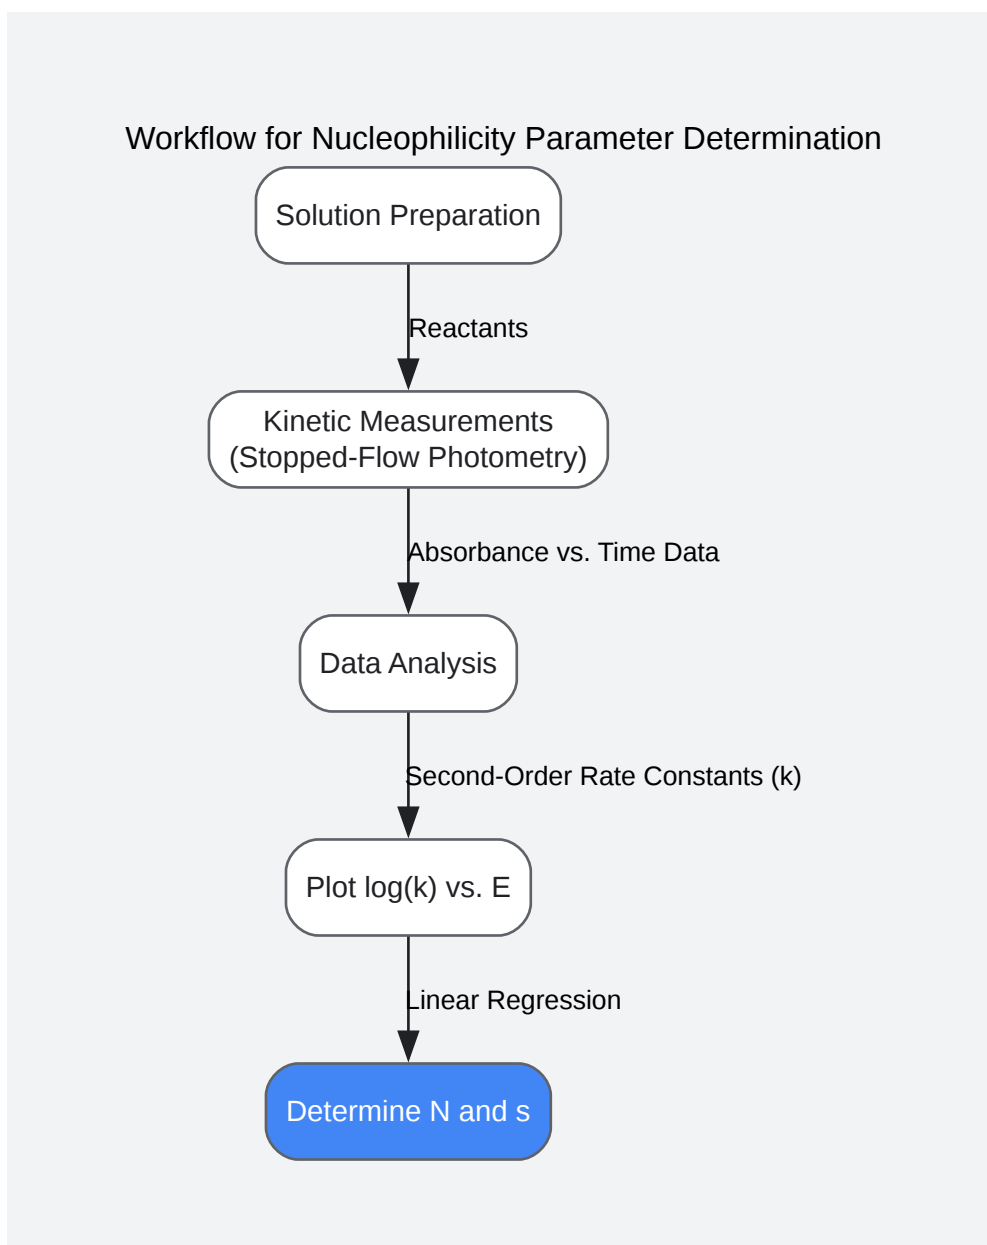 Workflow for Nucleophilicity Parameter Determination
Solution Preparation
Reactants
Kinetic Measurements
(Stopped-Flow Photometry)
Absorbance vs. Time Data
Data Analysis
Second-Order Rate Constants (k)
Plot log(k) vs. E
Linear Regression
Determine N and s